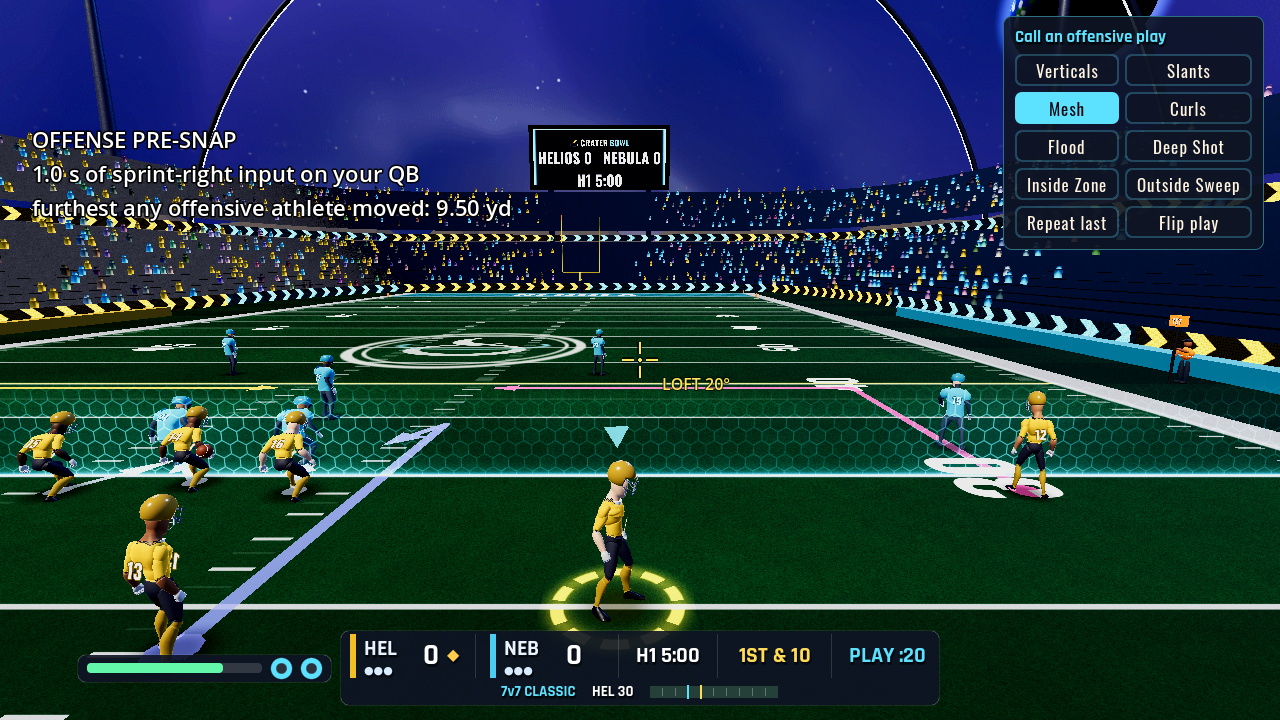 Call an offensive play
Verticals
Slants
Mesh
Curls
Flood
Deep Shot
Inside Zone
Outside Sweep
Repeat last
Flip play
OFFENSE PRE-SNAP
1.0 s of sprint-right input on your QB
furthest any offensive athlete moved: 9.50 yd
CRATER BOWL
HELIOS 0 NEBULA 0
H1 5:00
LOFT 20°
12
13
HEL 0
NEB 0
H1 5:00
1ST & 10
PLAY :20
7v7 CLASSIC
HEL 30